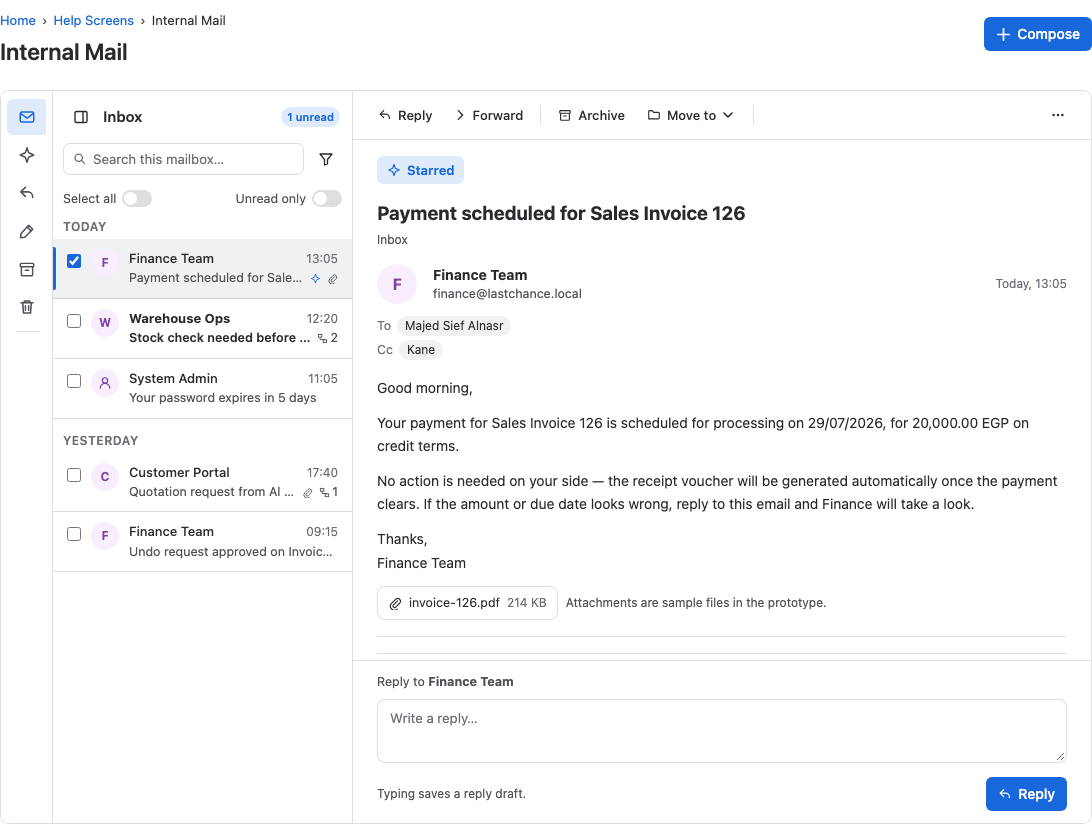 Home › Help Screens › Internal Mail
Internal Mail
Compose
Inbox
1 unread
Search this mailbox...
Select all
Unread only
TODAY
F
Finance Team
13:05
Payment scheduled for Sale...
W
Warehouse Ops
12:20
Stock check needed before ...
2
System Admin
11:05
Your password expires in 5 days
YESTERDAY
C
Customer Portal
17:40
Quotation request from Al ...
1
F
Finance Team
09:15
Undo request approved on Invoic...
Reply
Forward
Archive
Move to
Starred
Payment scheduled for Sales Invoice 126
Inbox
F
Finance Team
finance@lastchance.local
Today, 13:05
To Majed Sief Alnasr
Cc Kane
Good morning,
Your payment for Sales Invoice 126 is scheduled for processing on 29/07/2026, for 20,000.00 EGP on
credit terms.
No action is needed on your side — the receipt voucher will be generated automatically once the payment
clears. If the amount or due date looks wrong, reply to this email and Finance will take a look.
Thanks,
Finance Team
invoice-126.pdf 214 KB
Attachments are sample files in the prototype.
Reply to Finance Team
Write a reply...
Typing saves a reply draft.
Reply